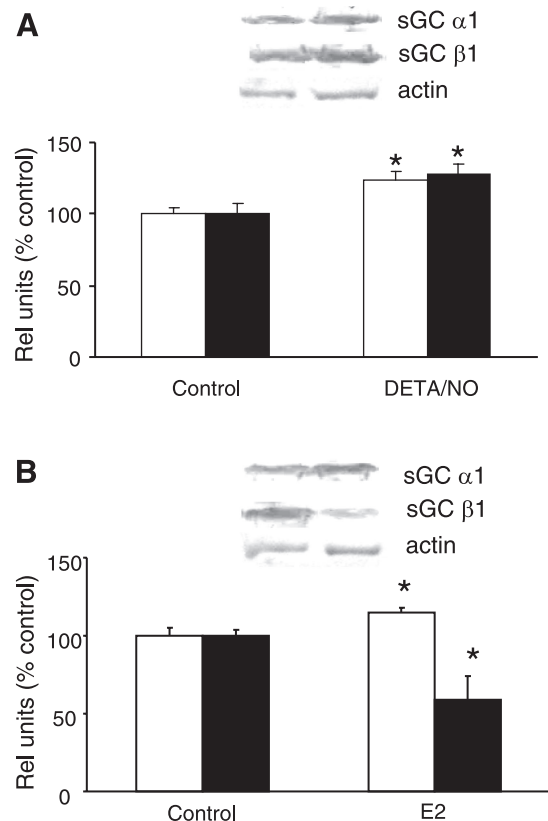 A
sGC α1
sGC β1
actin
Rel units (% control)
150
100
50
0
* *
Control DETA/NO
B
sGC α1
sGC β1
actin
Rel units (% control)
150
100
50
0
*
*
Control E2